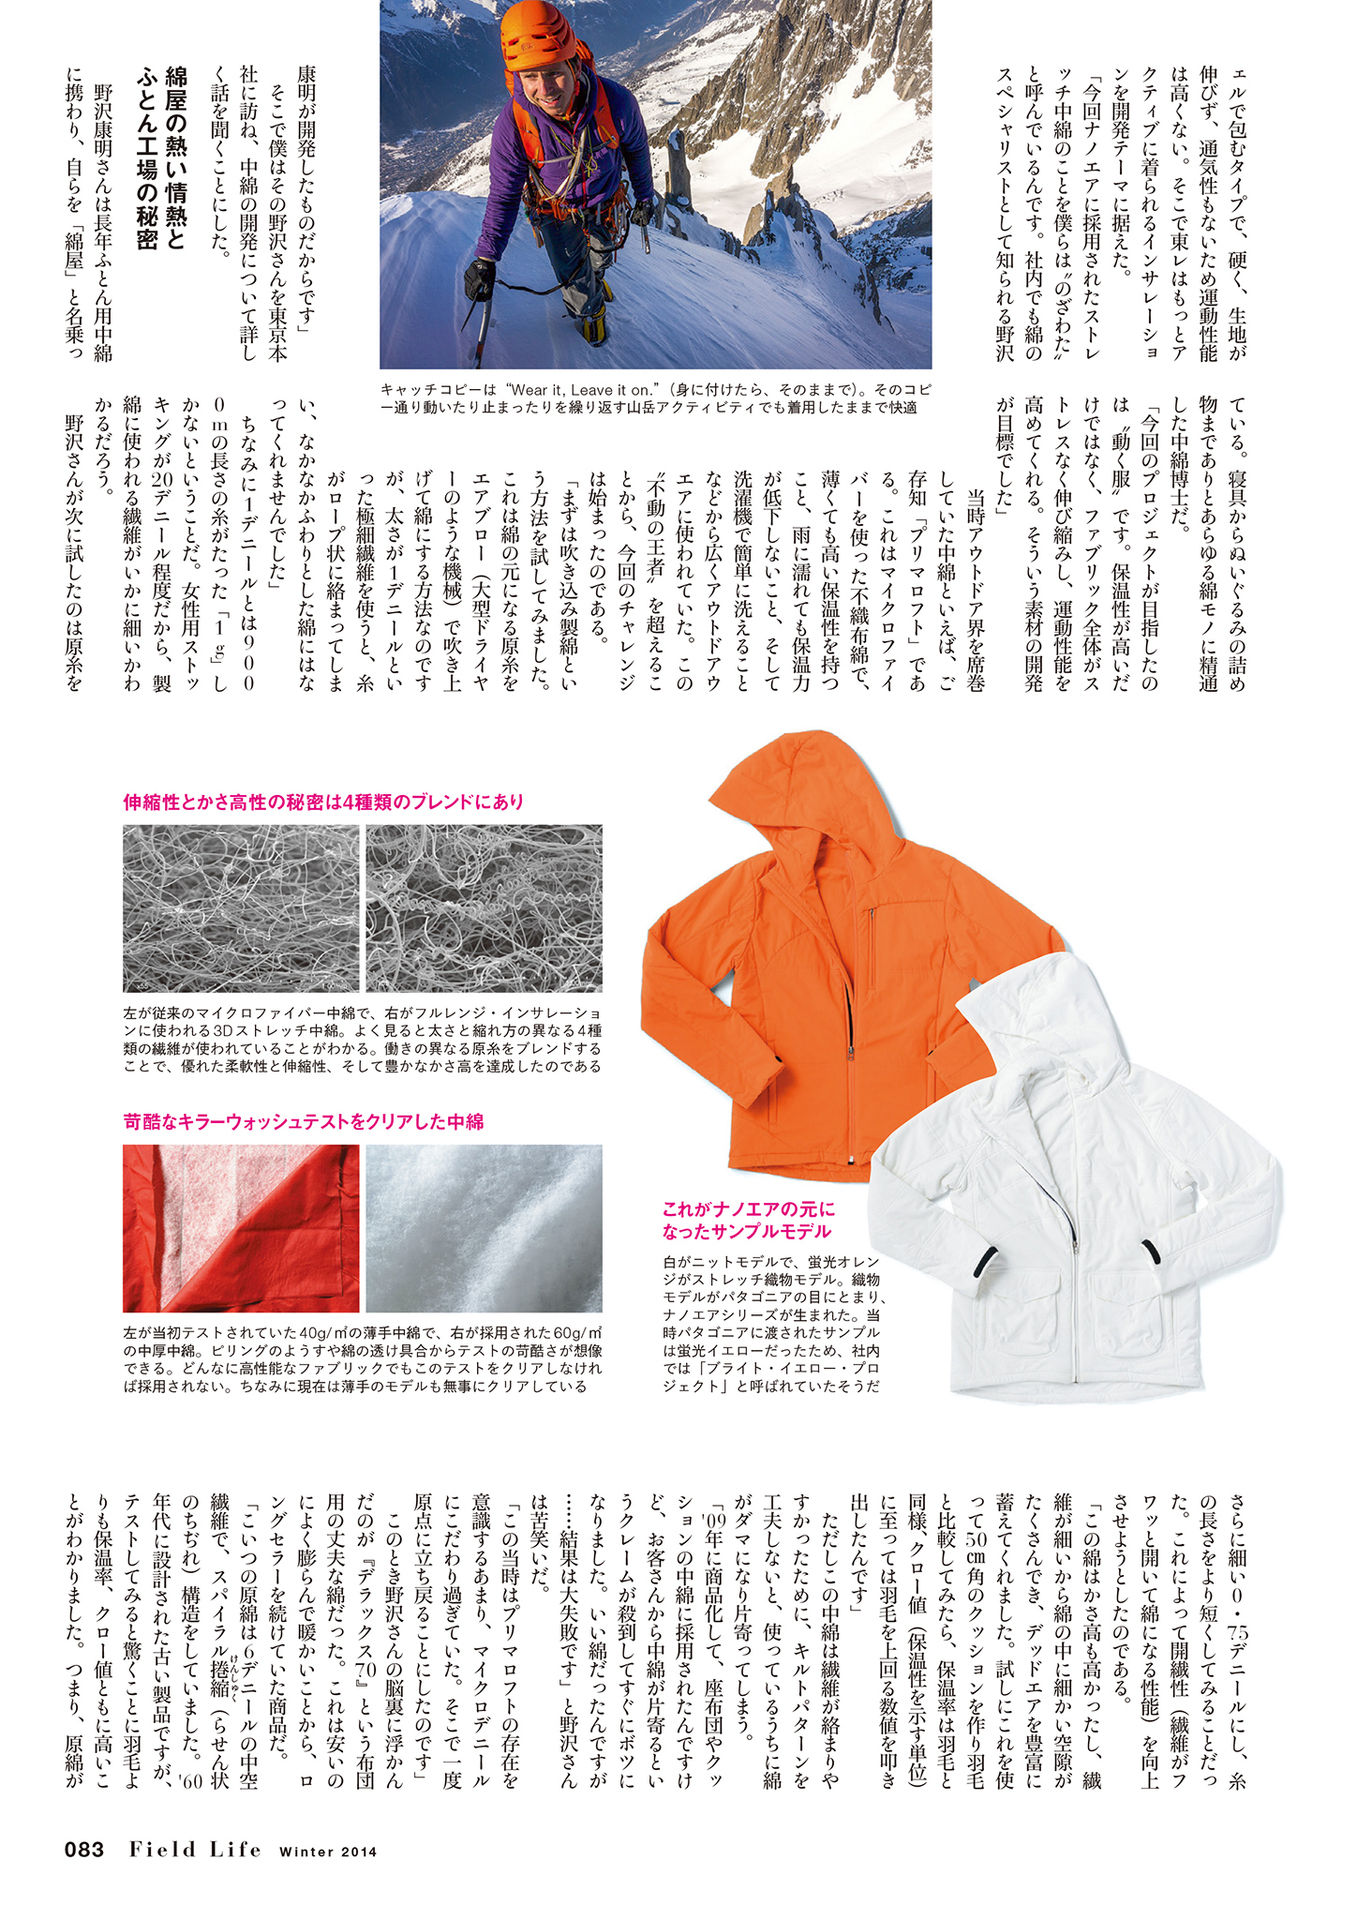 ェルで包むタイプで、硬く、生地が
伸びず、通気性もないため運動性能
は高くない。そこで東レはもっとア
クティブに着られるインサレーショ
ンを開発テーマに据えた。
「今回ナノエアに採用されたストレ
ッチ中綿のことを僕らは〝のざわた〟
と呼んでいるんです。社内でも綿の
スペシャリストとして知られる野沢
康明が開発したものだからです」
そこで僕はその野沢さんを東京本
社に訪ね、中綿の開発について詳し
く話を聞くことにした。
綿屋の熱い情熱と
ふとん工場の秘密
野沢康明さんは長年ふとん用中綿
に携わり、自らを「綿屋」と名乗っ
キャッチコピーは“Wear it, Leave it on.”（身に付けたら、そのままで）。そのコピ
ー通り動いたり止まったりを繰り返す山岳アクティビティでも着用したままで快適
ている。寝具からぬいぐるみの詰め
物までありとあらゆる綿モノに精通
した中綿博士だ。
「今回のプロジェクトが目指したの
は〝動く服〟です。保温性が高いだ
けではなく、ファブリック全体がス
トレスなく伸び縮みし、運動性能を
高めてくれる。そういう素材の開発
が目標でした」
当時アウトドア界を席巻
していた中綿といえば、ご
存知「プリマロフト」であ
る。これはマイクロファイ
バーを使った不織布綿で、
薄くても高い保温性を持つ
こと、雨に濡れても保温力
が低下しないこと、そして
洗濯機で簡単に洗えること
などから広くアウトドアウ
エアに使われていた。この
〝不動の王者〟を超えるこ
とから、今回のチャレンジ
は始まったのである。
「まずは吹き込み製綿とい
う方法を試してみました。
これは綿の元になる原糸を
エアブロー（大型ドライヤ
ーのような機械）で吹き上
げて綿にする方法なのです
が、太さが1デニールとい
った極細繊維を使うと、糸
がロープ状に絡まってしま
い、なかなかふわりとした綿にはな
ってくれませんでした」
ちなみに1デニールとは900
0mの長さの糸がたった「1g」し
かないということだ。女性用ストッ
キングが20デニール程度だから、製
綿に使われる繊維がいかに細いかわ
かるだろう。
野沢さんが次に試したのは原糸を
伸縮性とかさ高性の秘密は4種類のブレンドにあり
左が従来のマイクロファイバー中綿で、右がフルレンジ・インサレーショ
ンに使われる3Dストレッチ中綿。よく見ると太さと縮れ方の異なる4種
類の繊維が使われていることがわかる。働きの異なる原糸をブレンドする
ことで、優れた柔軟性と伸縮性、そして豊かなかさ高を達成したのである
苛酷なキラーウォッシュテストをクリアした中綿
左が当初テストされていた40g/㎡の薄手中綿で、右が採用された60g/㎡
の中厚中綿。ピリングのようすや綿の透け具合からテストの苛酷さが想像
できる。どんなに高性能なファブリックでもこのテストをクリアしなけれ
ば採用されない。ちなみに現在は薄手のモデルも無事にクリアしている
これがナノエアの元に
なったサンプルモデル
白がニットモデルで、蛍光オレン
ジがストレッチ織物モデル。織物
モデルがパタゴニアの目にとまり、
ナノエアシリーズが生まれた。当
時パタゴニアに渡されたサンプル
は蛍光イエローだったため、社内
では「ブライト・イエロー・プロ
ジェクト」と呼ばれていたそうだ
さらに細い0・75デニールにし、糸
の長さをより短くしてみることだっ
た。これによって開繊性（繊維がフ
ワッと開いて綿になる性能）を向上
させようとしたのである。
「この綿はかさ高も高かったし、繊
維が細いから綿の中に細かい空隙が
たくさんでき、デッドエアを豊富に
蓄えてくれました。試しにこれを使
って50㎝角のクッションを作り羽毛
と比較してみたら、保温率は羽毛と
同様、クロー値（保温性を示す単位）
に至っては羽毛を上回る数値を叩き
出したんです」
ただしこの中綿は繊維が絡まりや
すかったために、キルトパターンを
工夫しないと、使っているうちに綿
がダマになり片寄ってしまう。
「'09年に商品化して、座布団やクッ
ションの中綿に採用されたんですけ
ど、お客さんから中綿が片寄るとい
うクレームが殺到してすぐにボツに
なりました。いい綿だったんですが
……結果は大失敗です」と野沢さん
は苦笑いだ。
「この当時はプリマロフトの存在を
意識するあまり、マイクロデニール
にこだわり過ぎていた。そこで一度
原点に立ち戻ることにしたのです」
このとき野沢さんの脳裏に浮かん
だのが『デラックス70』という布団
用の丈夫な綿だった。これは安いの
によく膨らんで暖かいことから、ロ
ングセラーを続けていた商品だ。
「こいつの原綿は6デニールの中空
繊維で、スパイラル捲縮（らせん状
けんしゅく
のちぢれ）構造をしていました。'60
年代に設計された古い製品ですが、
テストしてみると驚くことに羽毛よ
りも保温率、クロー値ともに高いこ
とがわかりました。つまり、原綿が
083 Field Life Winter 2014